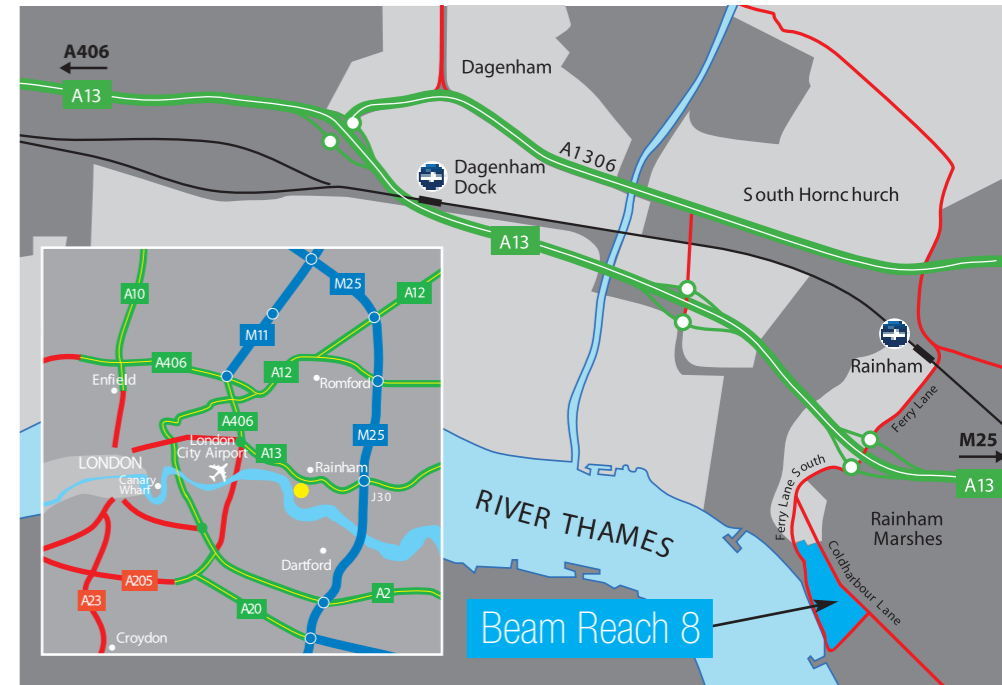 A406
A13
Dagenham
A1306
Dagenham
Dock
South Hornchurch
A13
Rainham
Ferry Lane
M25
A13
Ferry Lane South
Rainham
Marshes
Coldharbour Lane
RIVER THAMES
Beam Reach 8
M25
A10
A12
M11
A406
A12
Enfield
Romford
A406
M25
London
City Airport
A13
LONDON
Rainham
Canary
Wharf
J30
Dartford
A205
A2
A23
A20
Croydon